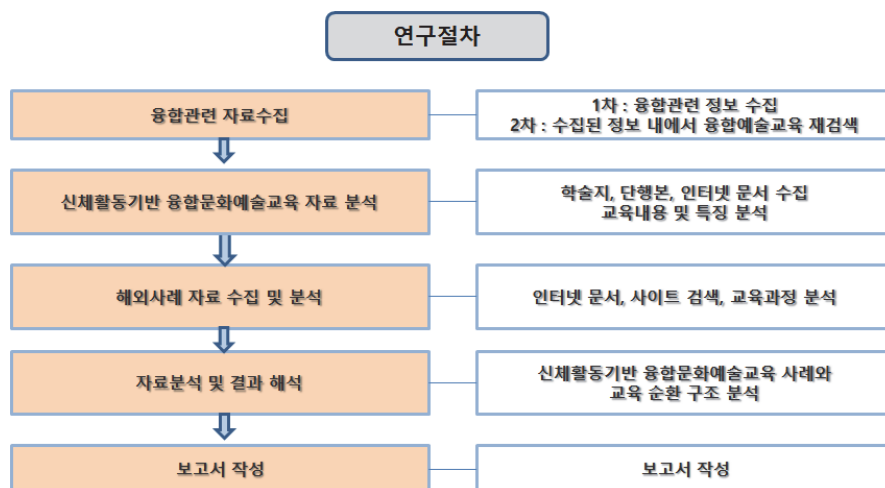 연구절차
융합관련 자료수집
1차 : 융합관련 정보 수집
2차 : 수집된 정보 내에서 융합예술교육 재검색
신체활동기반 융합문화예술교육 자료 분석
학술지, 단행본, 인터넷 문서 수집
교육내용 및 특징 분석
해외사례 자료 수집 및 분석
인터넷 문서, 사이트 검색, 교육과정 분석
자료분석 및 결과 해석
신체활동기반 융합문화예술교육 사례와
교육 순환 구조 분석
보고서 작성
보고서 작성